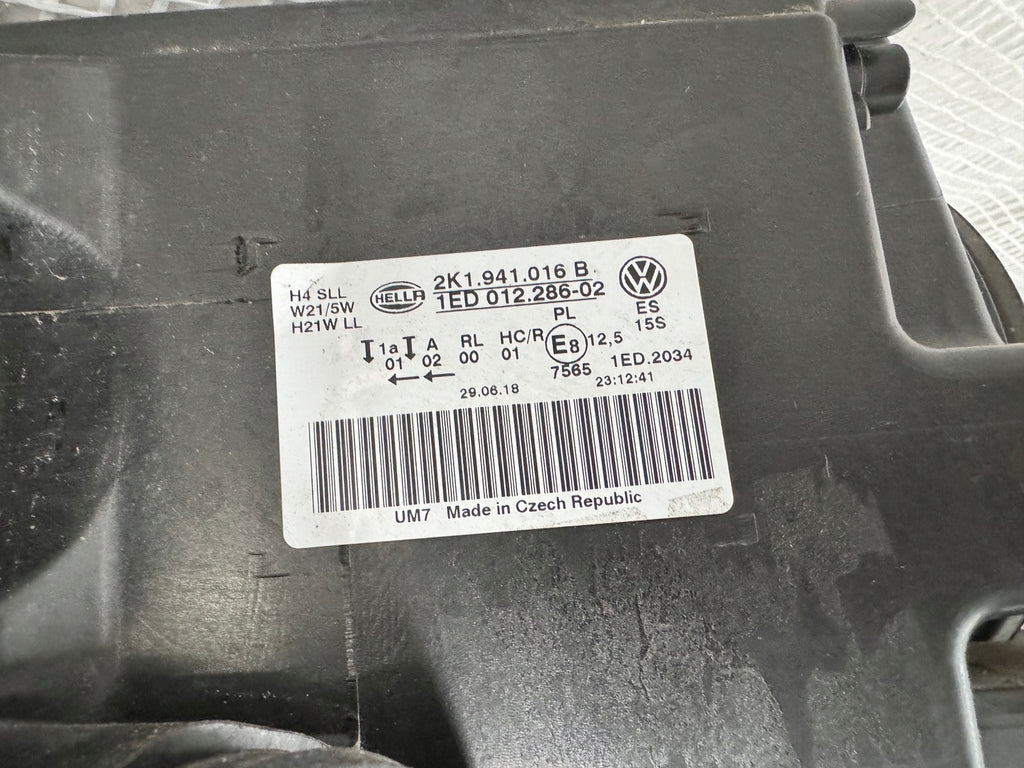 H4 SLL
W21/5W
H21W LL
HELLA
2K1.941.016 B
1ED 012.286-02
VW
PL
ES
15S
1a A RL HC/R E8 12,5
01 02 00 01 7565 1ED.2034
29.06.18 23:12:41
UM7 Made in Czech Republic